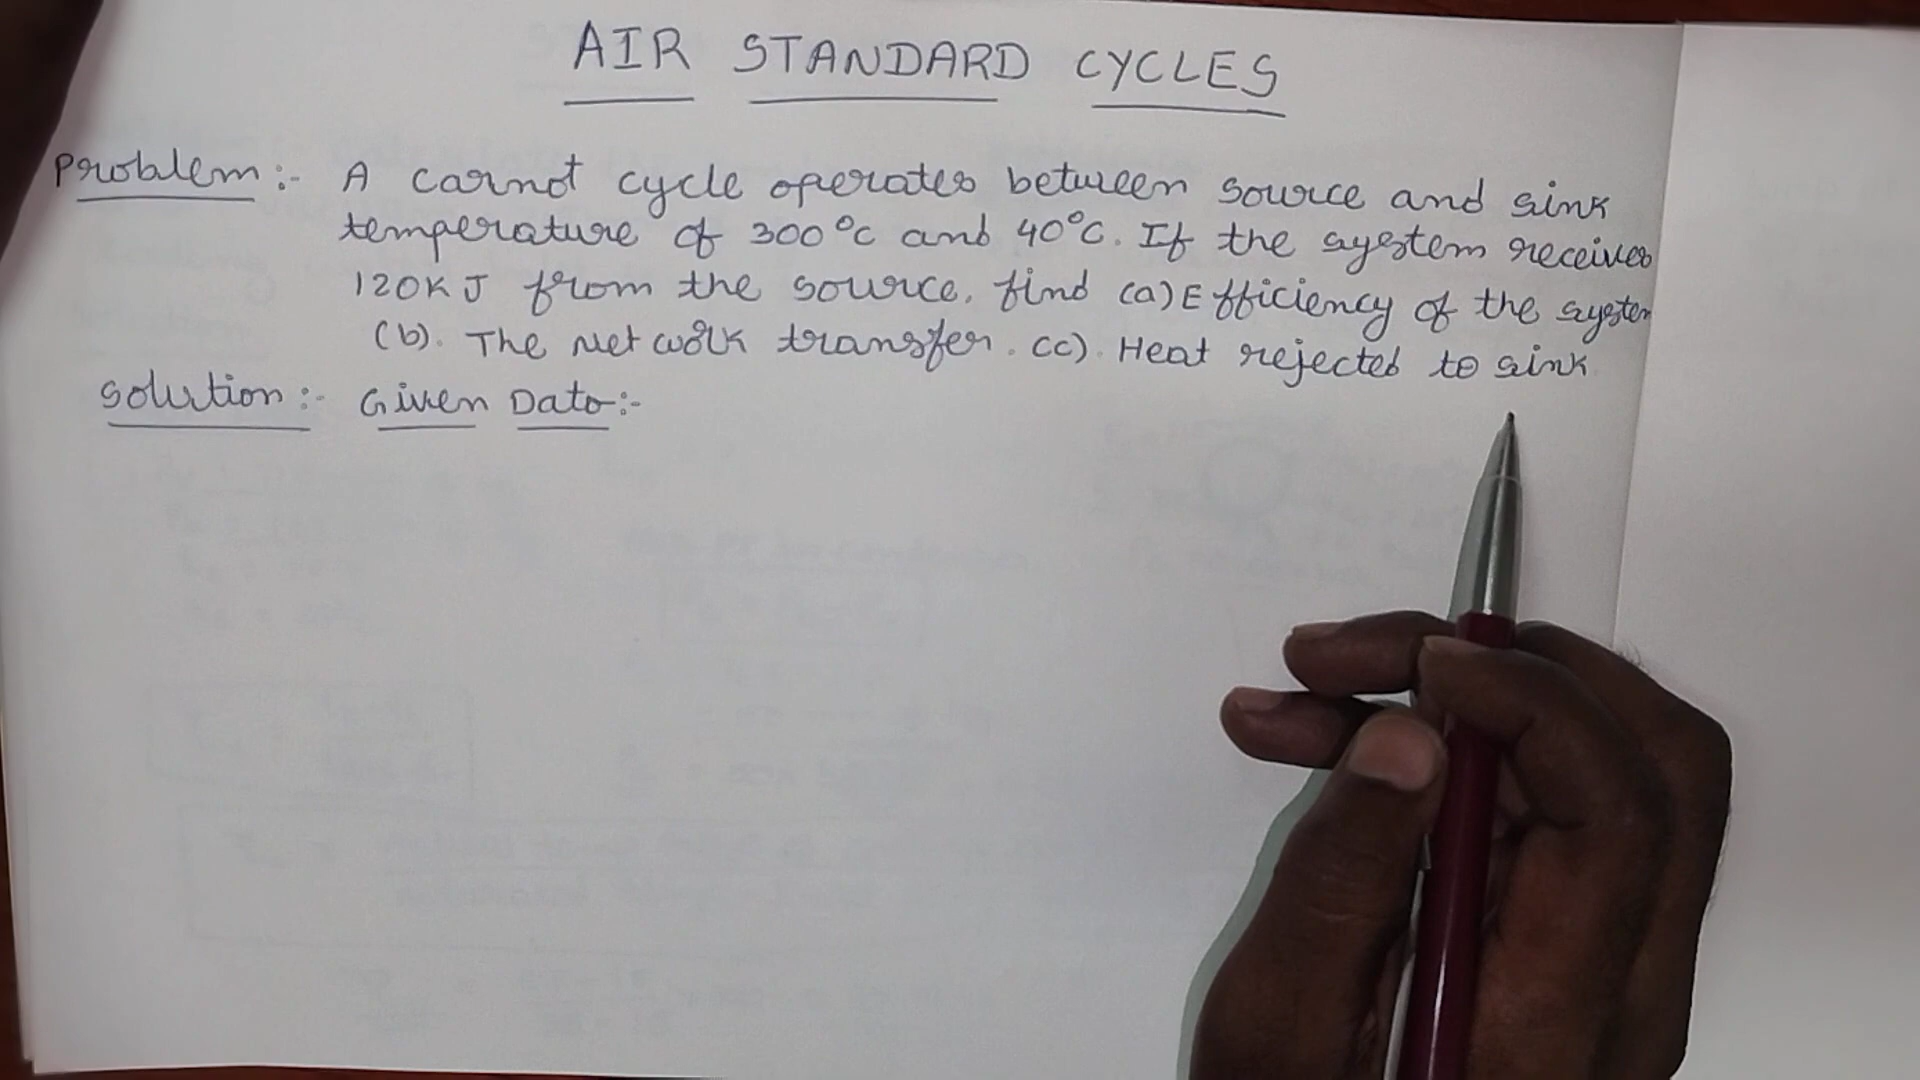 AIR STANDARD CYCLES
Problem:- A carnot cycle operates between source and sink
temperature of 300°C and 40°C. If the system receives
120KJ from the source, find (a) Efficiency of the system
(b). The net work transfer. (c). Heat rejected to sink
Solution:- Given Data:-